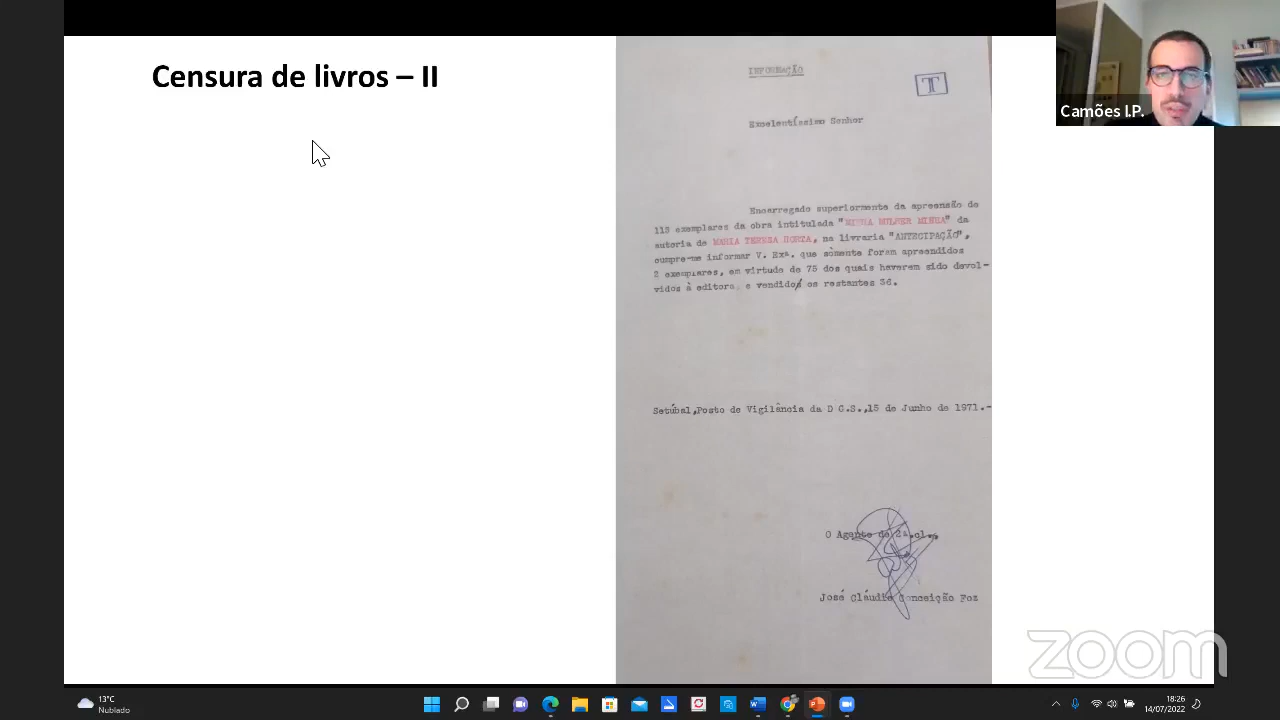 Censura de livros – II
Camões I.P.
INFORMAÇÃO
T
Excelentíssimo Senhor
Encarregado superiormente da apreensão de
113 exemplares da obra intitulada "MINHA MULHER MINHA" da
autoria de MARIA TERESA HORTA, na livraria "ANTECIPAÇÃO",
cumpre-me informar V. Exª. que sòmente foram apreendidos
2 exemplares, em virtude de 75 dos quais haverem sido devol-
vidos à editora, e vendidos os restantes 36.
Setúbal,Posto de Vigilância da D G.S.,15 de Junho de 1971.-
O Agente de 2ª.cl.,
José Cláudio Conceição Foz
zoom
13°C
Nublado
18:26
14/07/2022